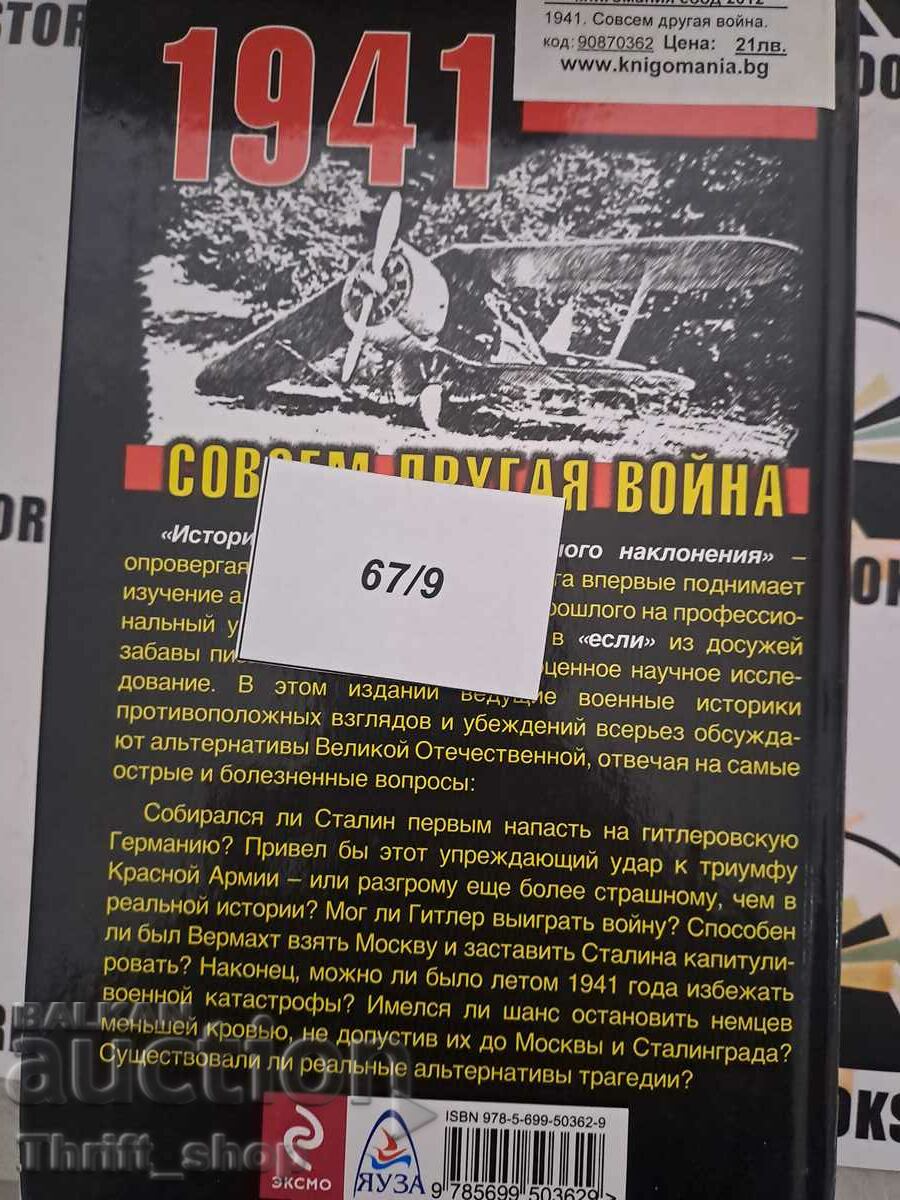 STOR
1941. Совсем другая война.
код: 90870362 Цена: 21лв.
www.knigomania.bg
1941
СОВСЕМ ДРУГАЯ ВОЙНА
67/9
наклонения» –
опровергая впервые поднимает
изучение на профессио-
нальный в «если» из досужей
забавы научное иссле-
дование. В этом издании ведущие военные историки
противоположных взглядов и убеждений всерьез обсужда-
ют альтернативы Великой Отечественной, отвечая на самые
острые и болезненные вопросы:
Собирался ли Сталин первым напасть на гитлеровскую
Германию? Привел бы этот упреждающий удар к триумфу
Красной Армии – или разгрому еще более страшному, чем в
реальной истории? Мог ли Гитлер выиграть войну? Способен
ли был Вермахт взять Москву и заставить Сталина капитули-
ровать? Наконец, можно ли было летом 1941 года избежать
военной катастрофы? Имелся ли шанс остановить немцев
меньшей кровью, не допустив их до Москвы и Сталинграда?
Существовали ли реальные альтернативы трагедии?
BALKAN
auction
Thrift_shop
ЭКСМО
ЯУЗА
ISBN 978-5-699-50362-9
9 785699 503629 >